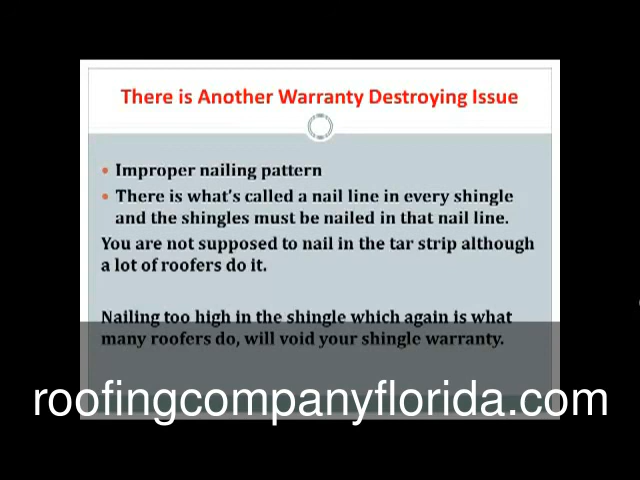 There is Another Warranty Destroying Issue
• Improper nailing pattern
• There is what's called a nail line in every shingle
and the shingles must be nailed in that nail line.
You are not supposed to nail in the tar strip although
a lot of roofers do it.
Nailing too high in the shingle which again is what
many roofers do, will void your shingle warranty.
roofingcompanyflorida.com